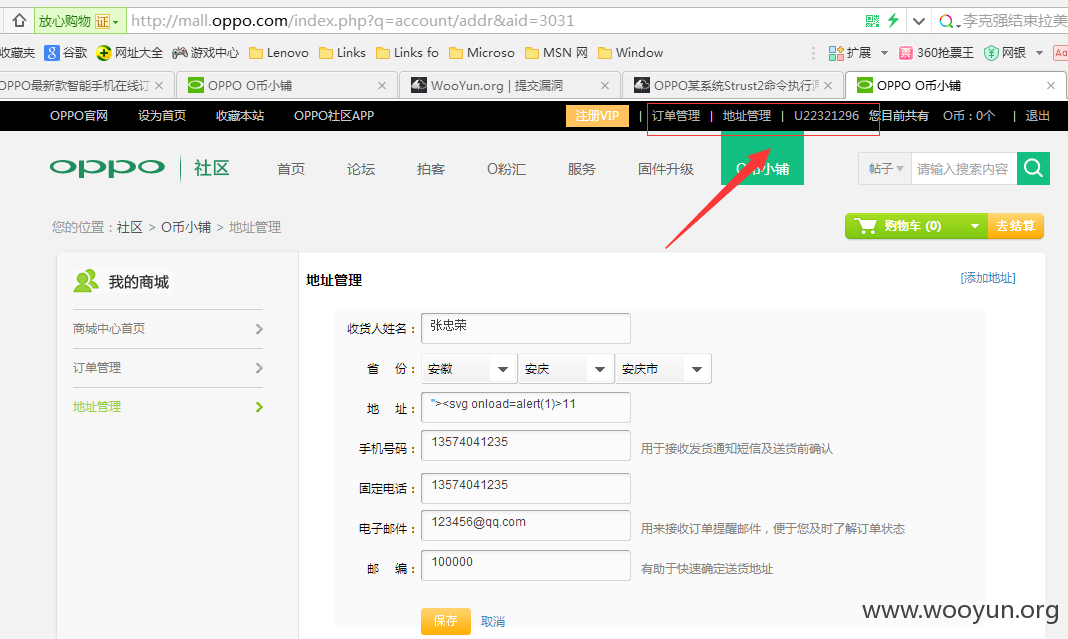 放心购物 证 http://mall.oppo.com/index.php?q=account/addr&aid=3031 李克强结束拉美
收藏夹 谷歌 网址大全 游戏中心 Lenovo Links Links fo Microso MSN 网 Window 扩展 360抢票王 网银 Aa
OPPO最新款智能手机在线订 OPPO O币小铺 WooYun.org | 提交漏洞 OPPO某系统Strust2命令执行 OPPO O币小铺
OPPO官网 设为首页 收藏本站 OPPO社区APP 注册VIP | 订单管理 | 地址管理 | U22321296 您目前共有 O币：0个 | 退出
oppo 社区 首页 论坛 拍客 O粉汇 服务 固件升级 O币小铺 帖子 请输入搜索内容
您的位置：社区 > O币小铺 > 地址管理 购物车 (0) 去结算
我的商城
商城中心首页
订单管理
地址管理
地址管理 [添加地址]
收货人姓名： 张忠荣
省 份： 安徽 安庆 安庆市
地 址： "><svg onload=alert(1)>11
手机号码： 13574041235 用于接收发货通知短信及送货前确认
固定电话： 13574041235
电子邮件： 123456@qq.com 用来接收订单提醒邮件，便于您及时了解订单状态
邮 编： 100000 有助于快速确定送货地址
保存 取消
www.wooyun.org